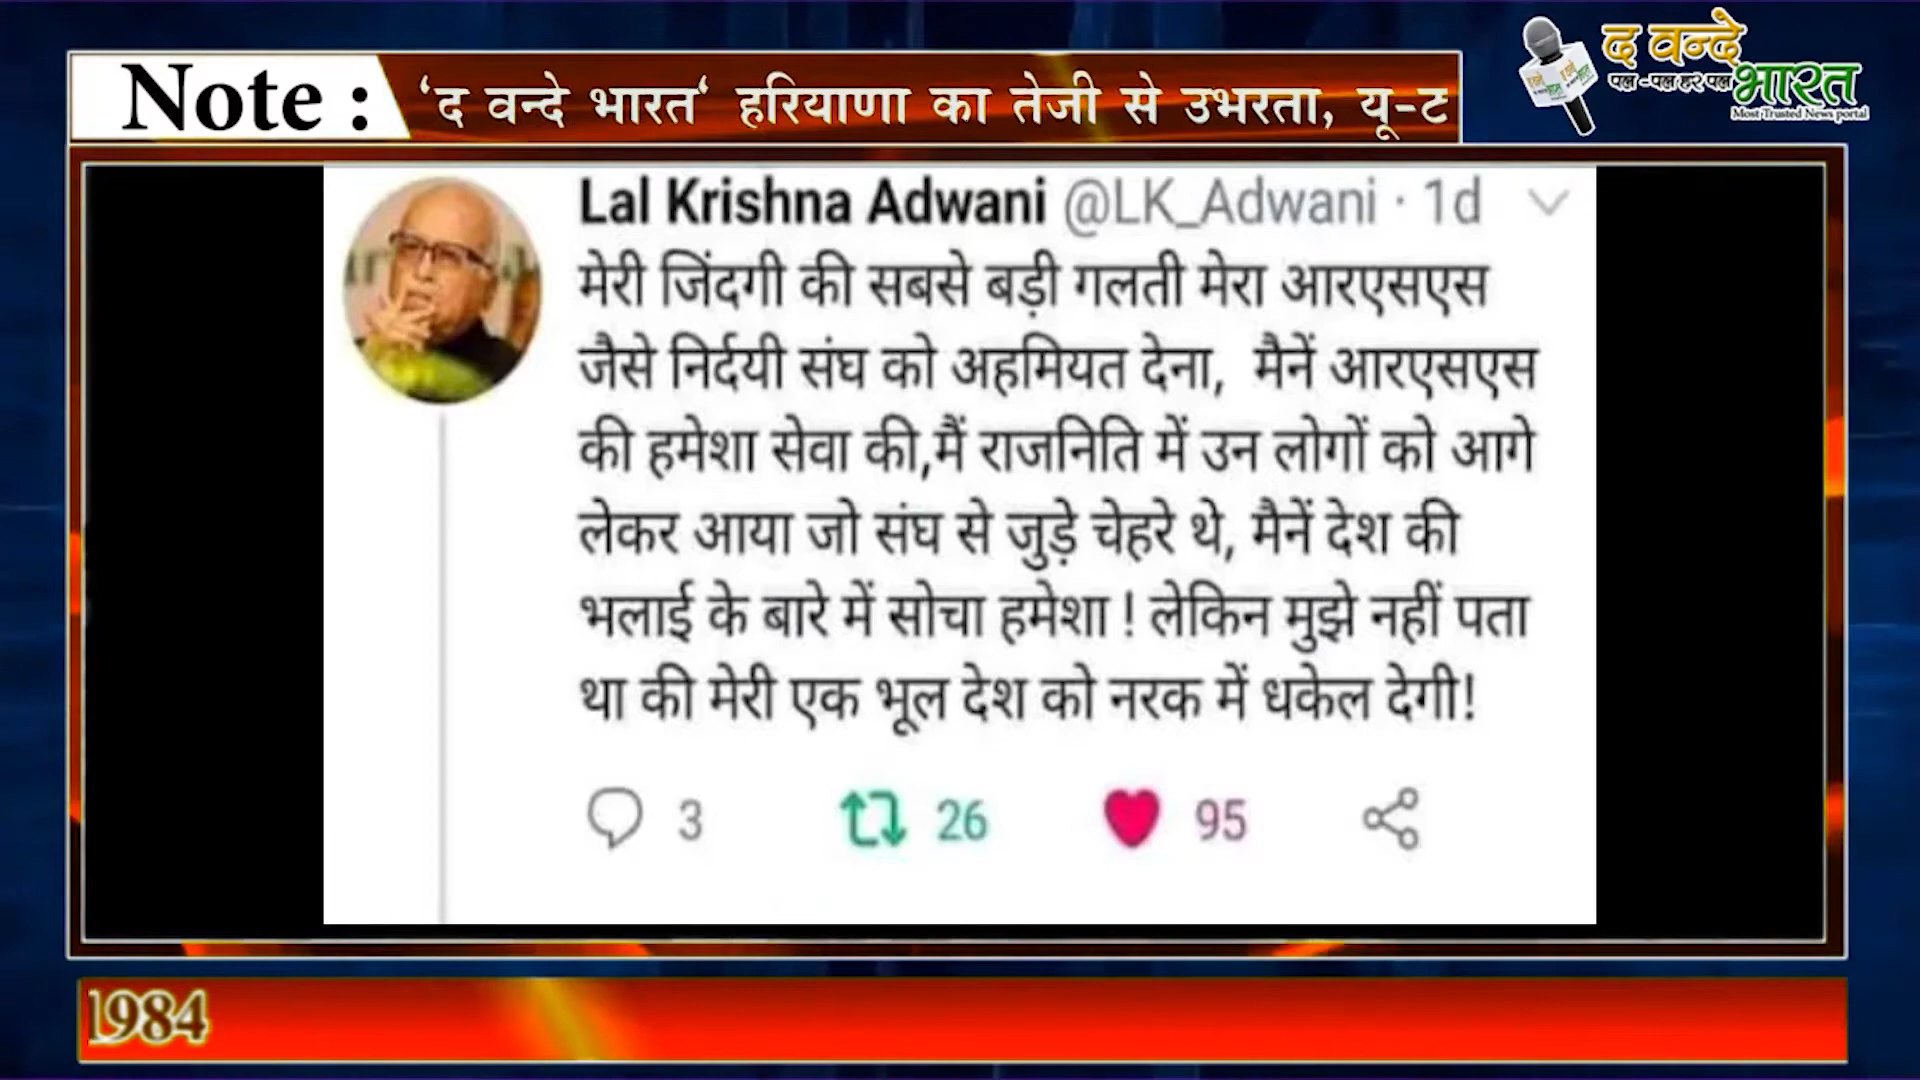 Note :
‘द वन्दे भारत‘ हरियाणा का तेजी से उभरता, यू-ट
द वन्दे
पल -पल हर पल
भारत
Most Trusted News portal
Lal Krishna Adwani @LK_Adwani · 1d
मेरी जिंदगी की सबसे बड़ी गलती मेरा आरएसएस
जैसे निर्दयी संघ को अहमियत देना, मैनें आरएसएस
की हमेशा सेवा की,मैं राजनिति में उन लोगों को आगे
लेकर आया जो संघ से जुड़े चेहरे थे, मैनें देश की
भलाई के बारे में सोचा हमेशा ! लेकिन मुझे नहीं पता
था की मेरी एक भूल देश को नरक में धकेल देगी!
3 26 95
1984